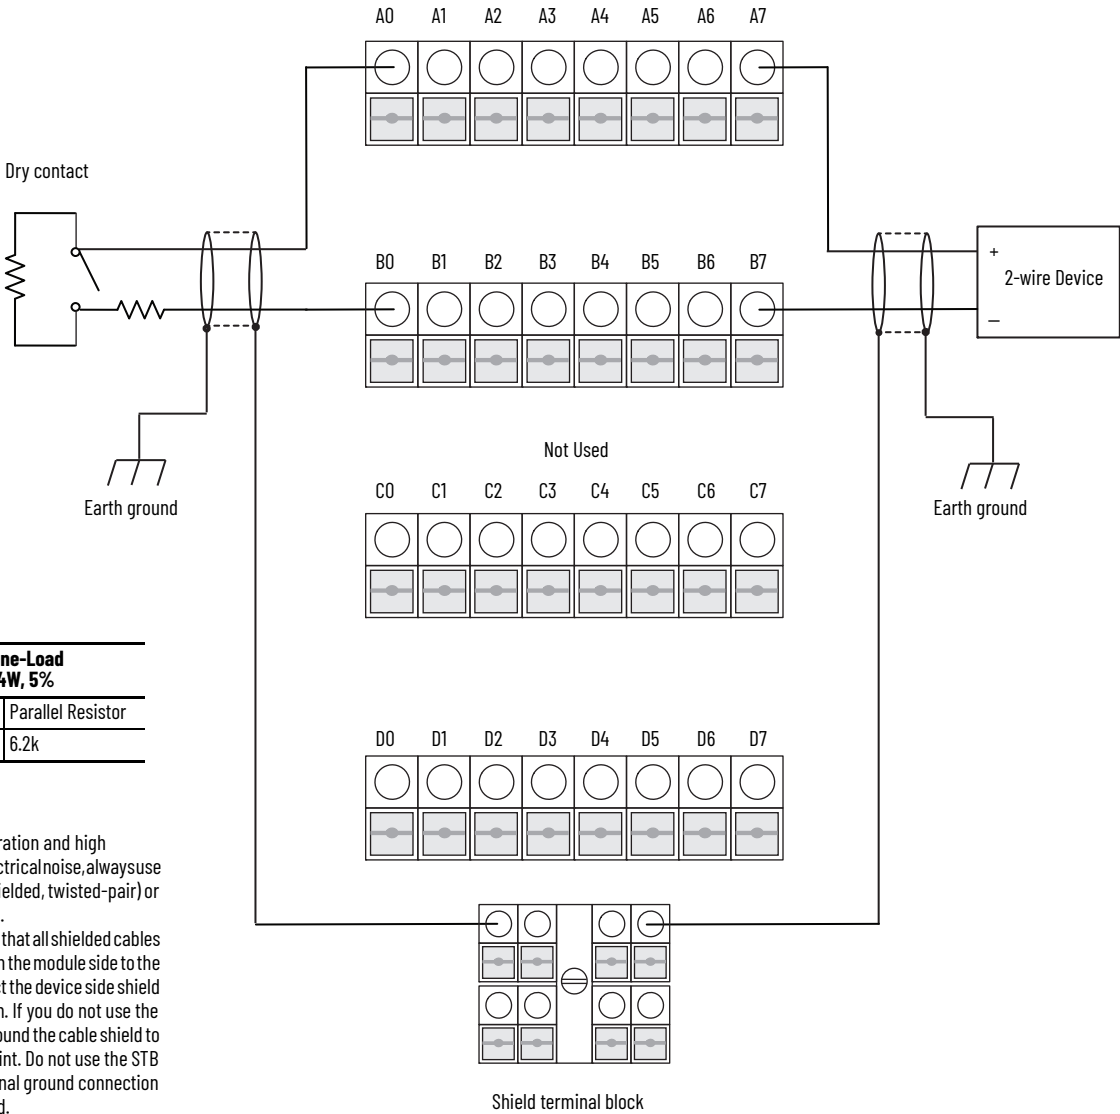 A0 A1 A2 A3 A4 A5 A6 A7
Dry contact
B0 B1 B2 B3 B4 B5 B6 B7
+
2-wire Device
–
Not Used
C0 C1 C2 C3 C4 C5 C6 C7
Earth ground
Earth ground
ne-Load
4W, 5%
Parallel Resistor
6.2k
D0 D1 D2 D3 D4 D5 D6 D7
ration and high
ctrical noise, always use
ielded, twisted-pair) or
.
that all shielded cables
n the module side to the
ct the device side shield
n. If you do not use the
ound the cable shield to
int. Do not use the STB
nal ground connection
d.
Shield terminal block